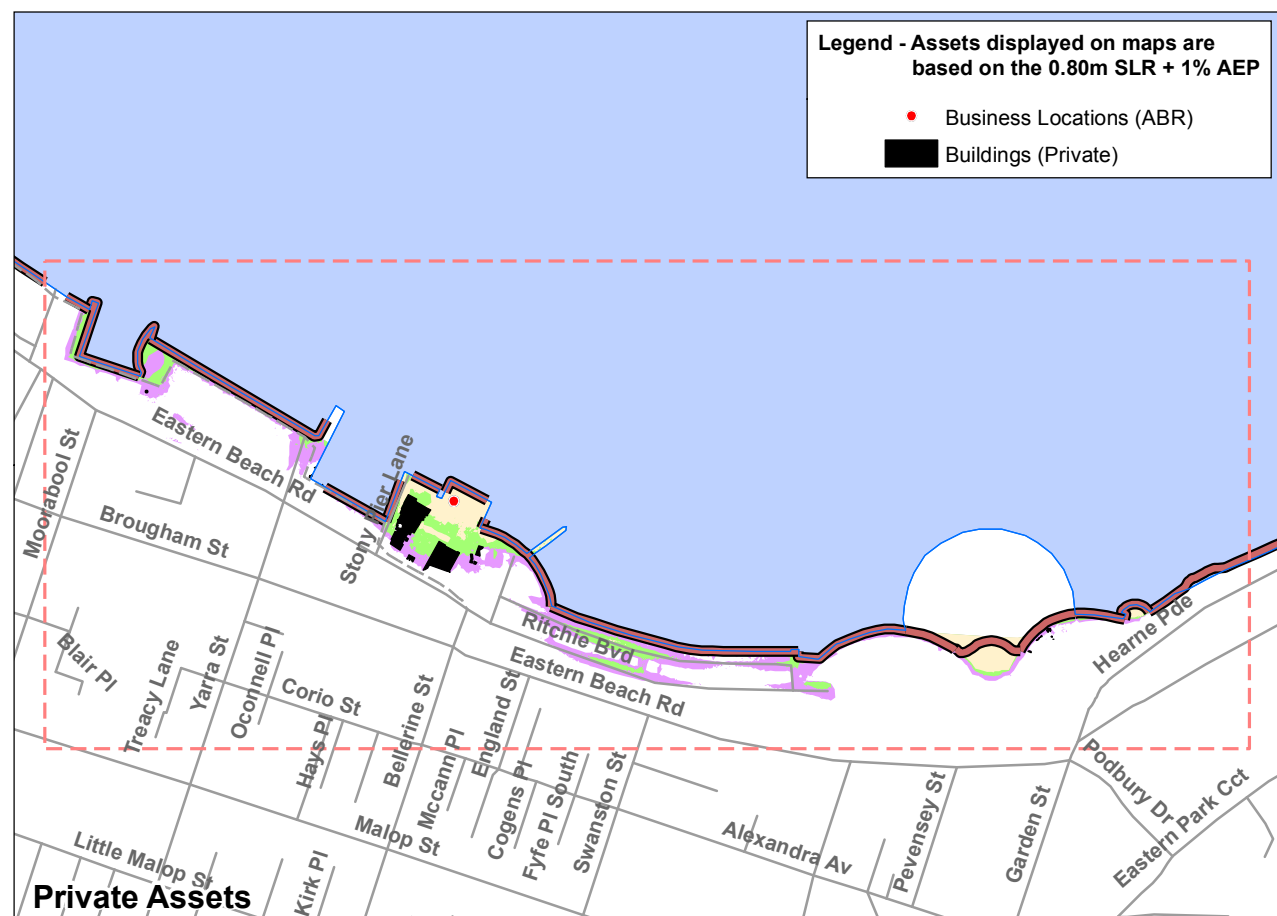 Legend - Assets displayed on maps are
based on the 0.80m SLR + 1% AEP
Business Locations (ABR)
Buildings (Private)
Moorabool St
Eastern Beach Rd
Brougham St
Stony Pier Lane
Blair Pl
Treacy Lane
Yarra St
Oconnell Pl
Corio St
Hays Pl
Bellerine St
Mccann Pl
England St
Cogens Pl
Fyfe Pl South
Swanston St
Ritchie Bvd
Eastern Beach Rd
Hearne Pde
Malop St
Little Malop St
Kirk Pl
Alexandra Av
Pevensey St
Garden St
Podbury Dr
Eastern Park Cct
Private Assets